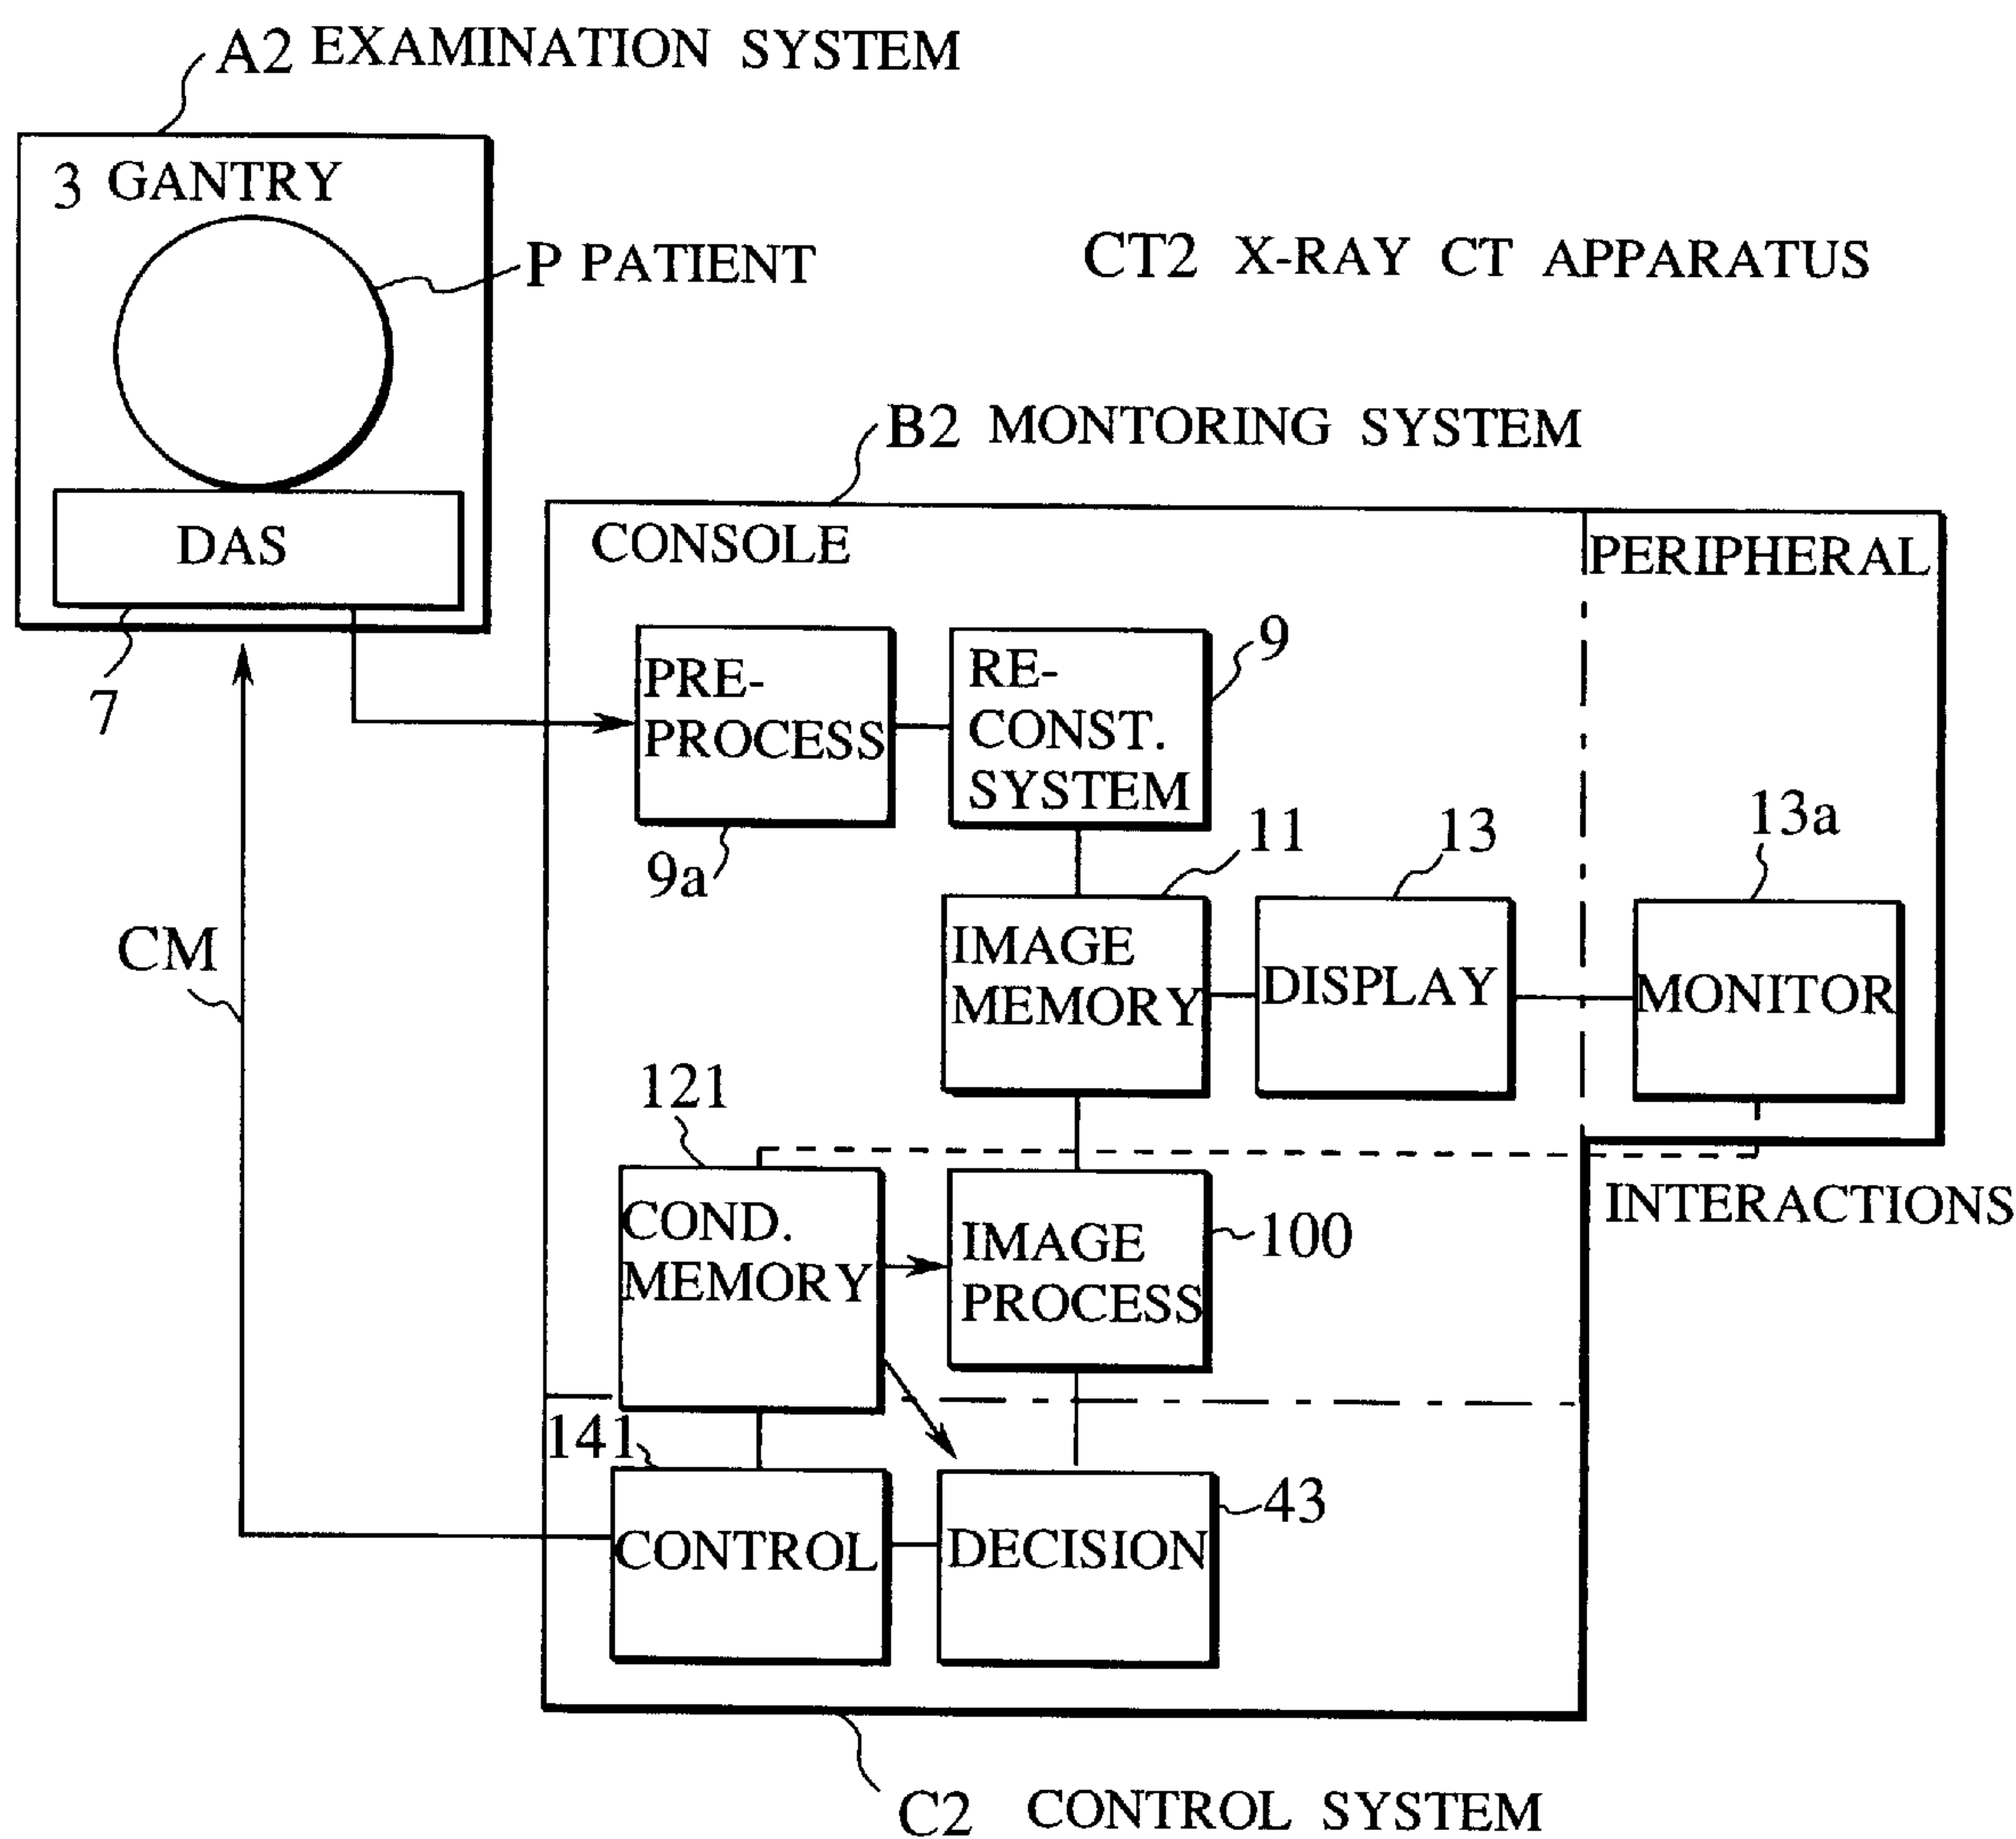 A2 EXAMINATION SYSTEM
3 GANTRY
P PATIENT
CT2 X-RAY CT APPARATUS
DAS
7
B2 MONTORING SYSTEM
CONSOLE
PERIPHERAL
PRE-
PROCESS
9a
RE-
CONST.
SYSTEM
9
11
13
13a
IMAGE
MEMORY
DISPLAY
MONITOR
CM
121
COND.
MEMORY
IMAGE
PROCESS
100
INTERACTIONS
141
CONTROL
DECISION
43
C2 CONTROL SYSTEM